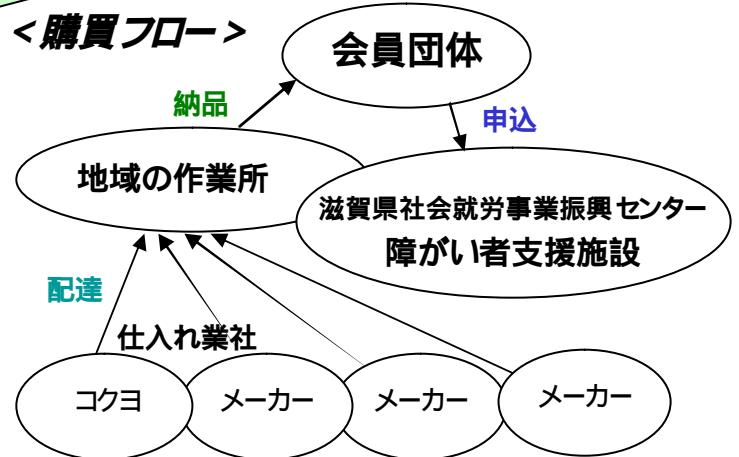 <購買フロー>
会員団体
納品
申込
地域の作業所
滋賀県社会就労事業振興センター
障がい者支援施設
配達
仕入れ業社
コクヨ
メーカー
メーカー
メーカー